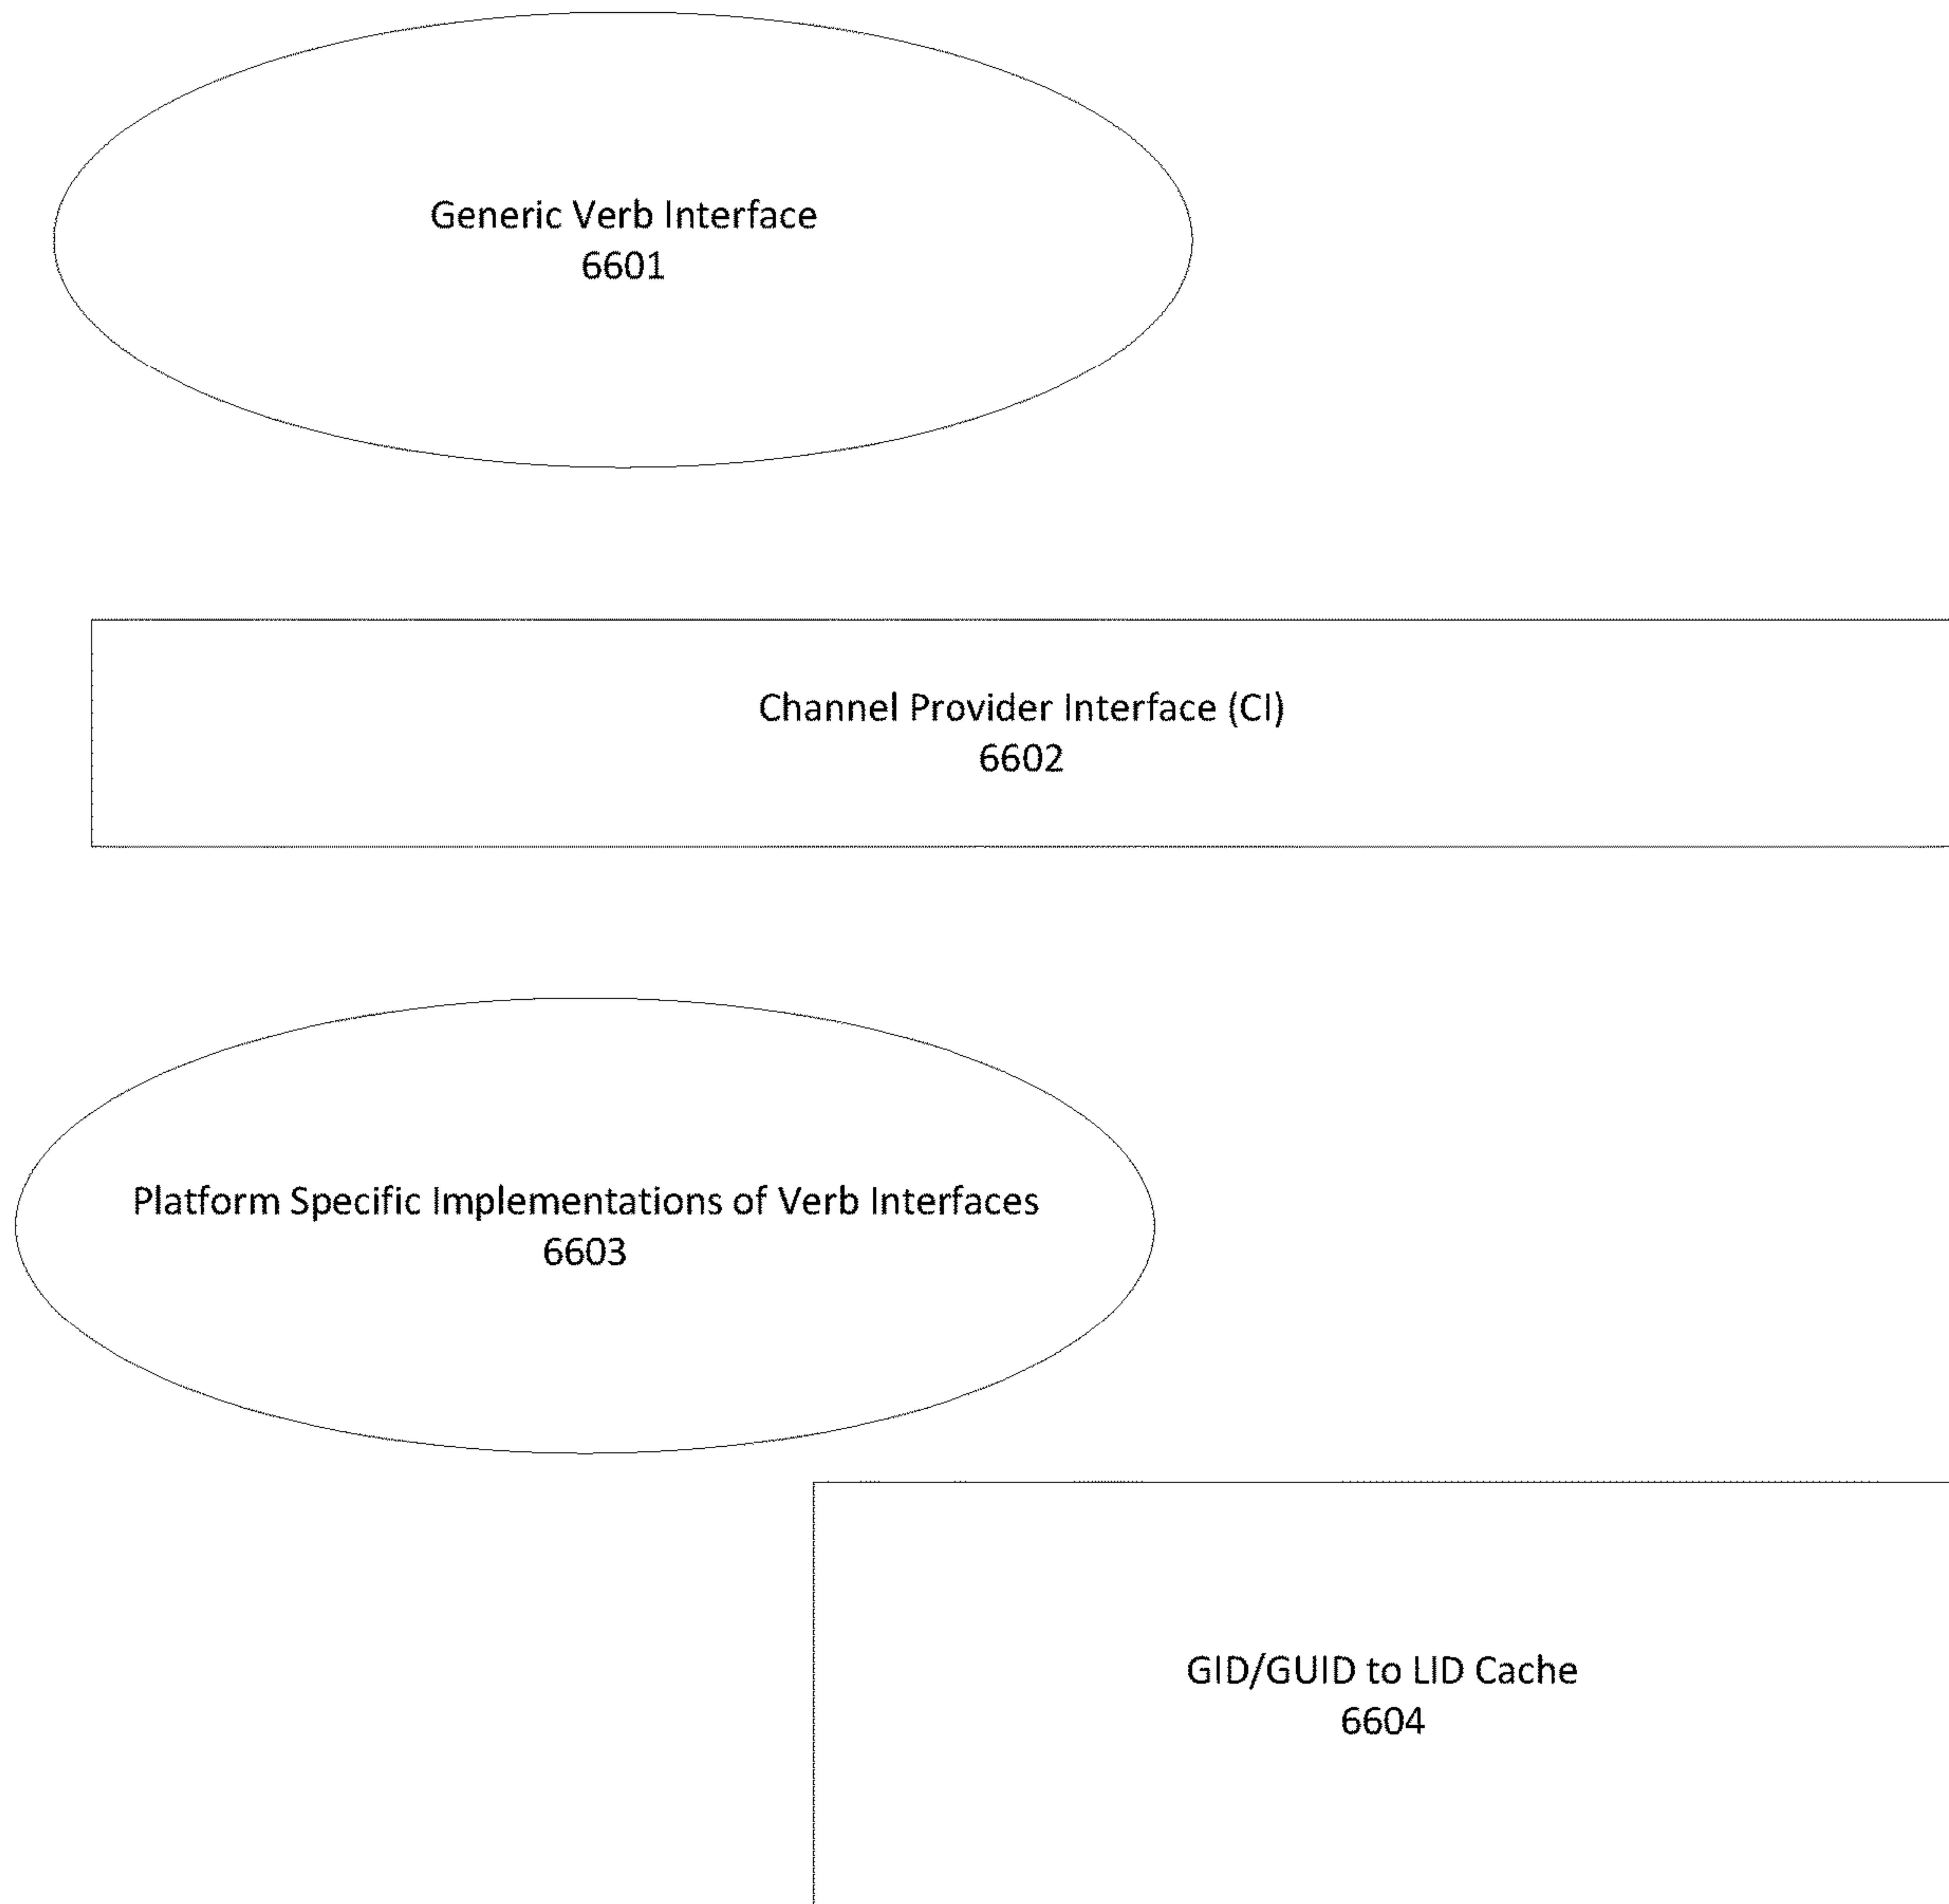 Generic Verb Interface
6601
Channel Provider Interface (CI)
6602
Platform Specific Implementations of Verb Interfaces
6603
GID/GUID to LID Cache
6604